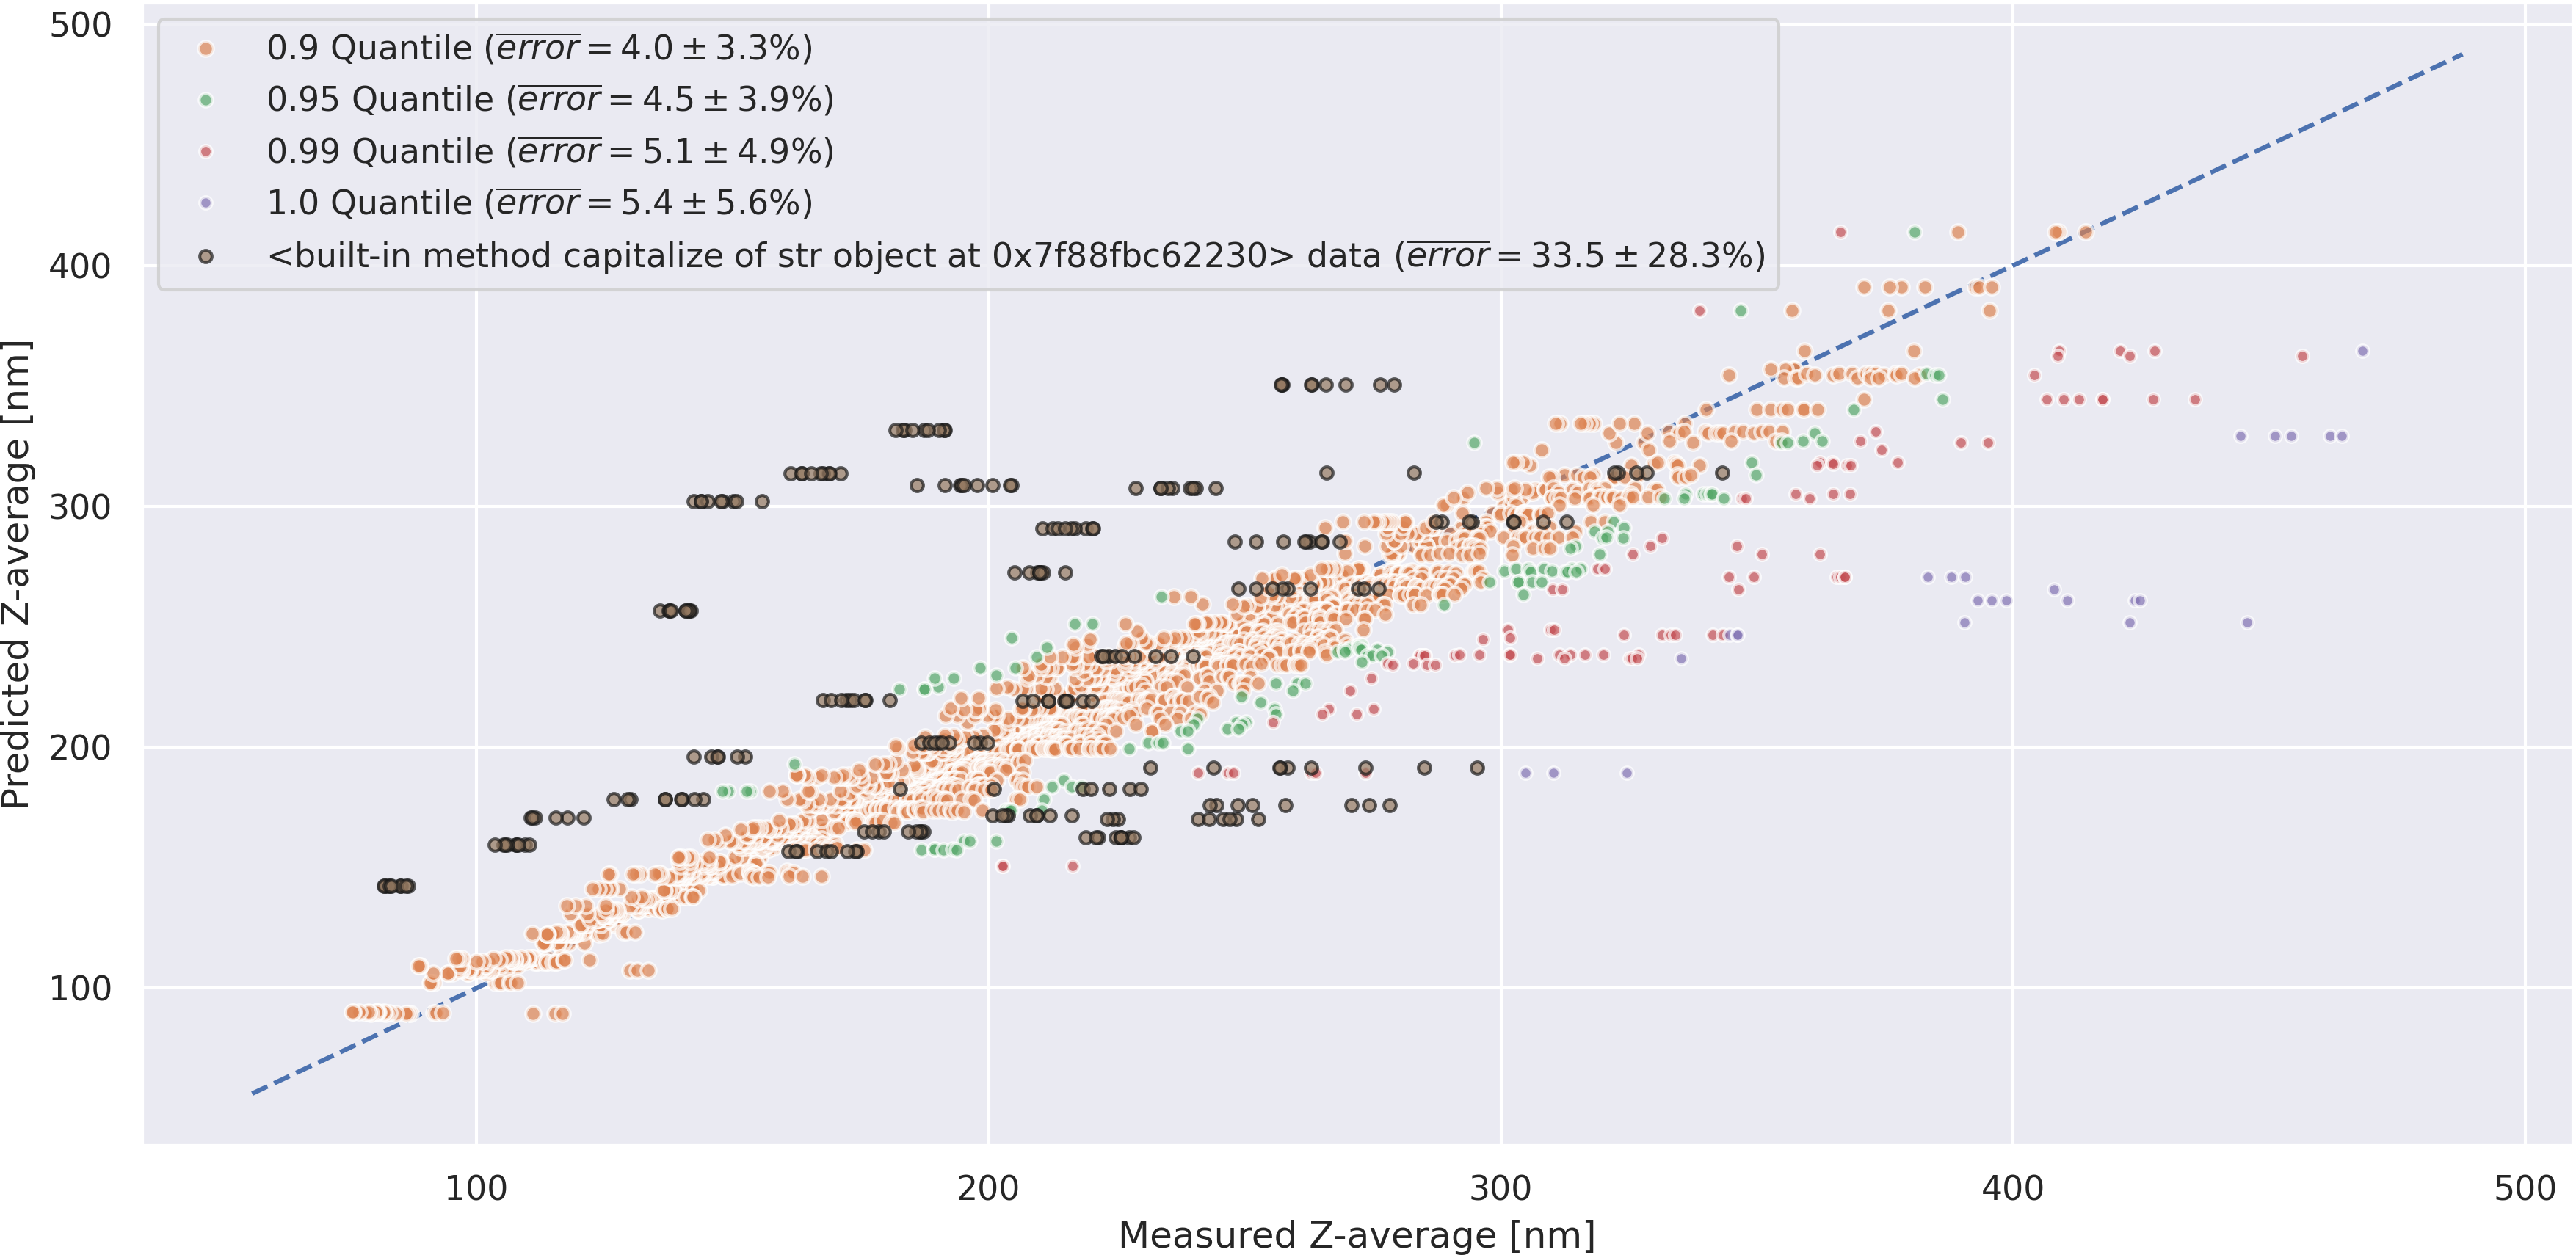 500
400
300
200
100
Predicted Z-average [nm]
0.9 Quantile (error = 4.0 ± 3.3%)
0.95 Quantile (error = 4.5 ± 3.9%)
0.99 Quantile (error = 5.1 ± 4.9%)
1.0 Quantile (error = 5.4 ± 5.6%)
<built-in method capitalize of str object at 0x7f88fbc62230> data (error = 33.5 ± 28.3%)
100 200 300 400 500
Measured Z-average [nm]